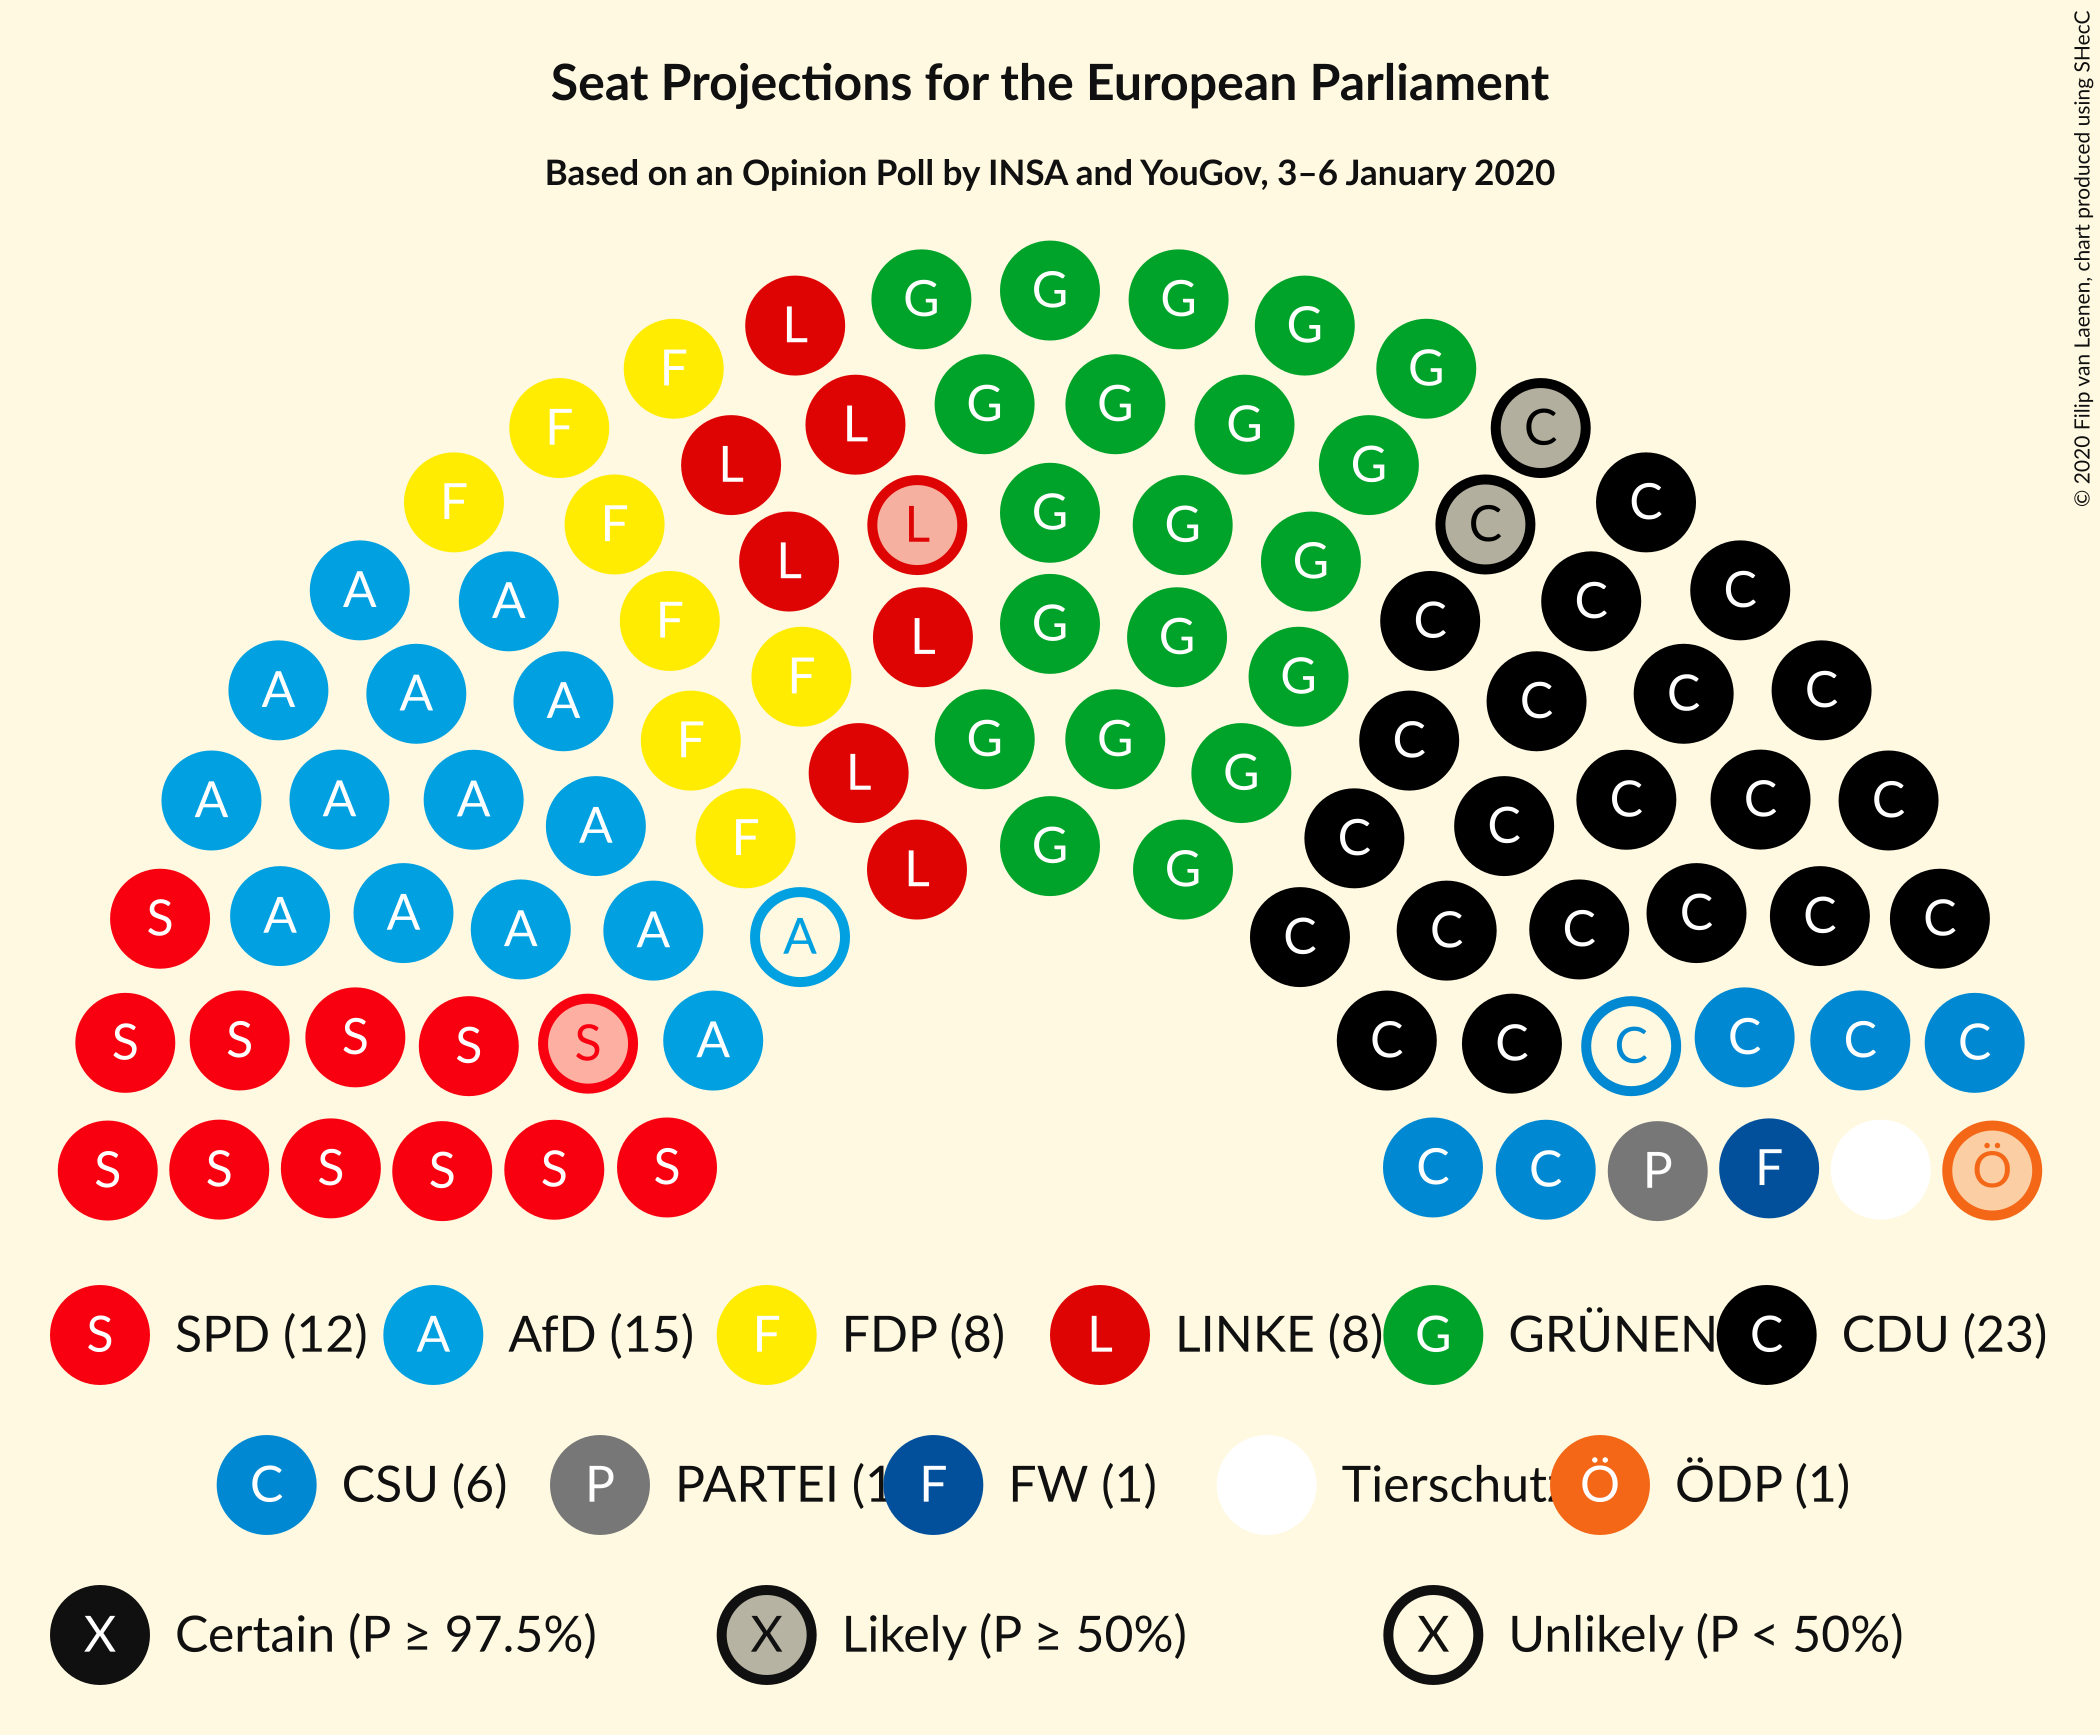 Seat Projections for the European Parliament
Based on an Opinion Poll by INSA and YouGov, 3–6 January 2020
© 2020 Filip van Laenen, chart produced using SHecC
L G G G G
F G
F L G G G C
F L G C
F L G G C C
A A L G C
F L G G C C
A A A F G C C C
F L G G C
A A A A F G C C C C
L G
S A A A A F G C C C C C
A L C
S S S S S A C C C C C C
S S S S S S C C P F Ö
S SPD (12) A AfD (15) F FDP (8) L LINKE (8) G GRÜNEN C CDU (23)
C CSU (6) P PARTEI (1 F FW (1) Tierschutz Ö ÖDP (1)
X Certain (P ≥ 97.5%) X Likely (P ≥ 50%) X Unlikely (P < 50%)